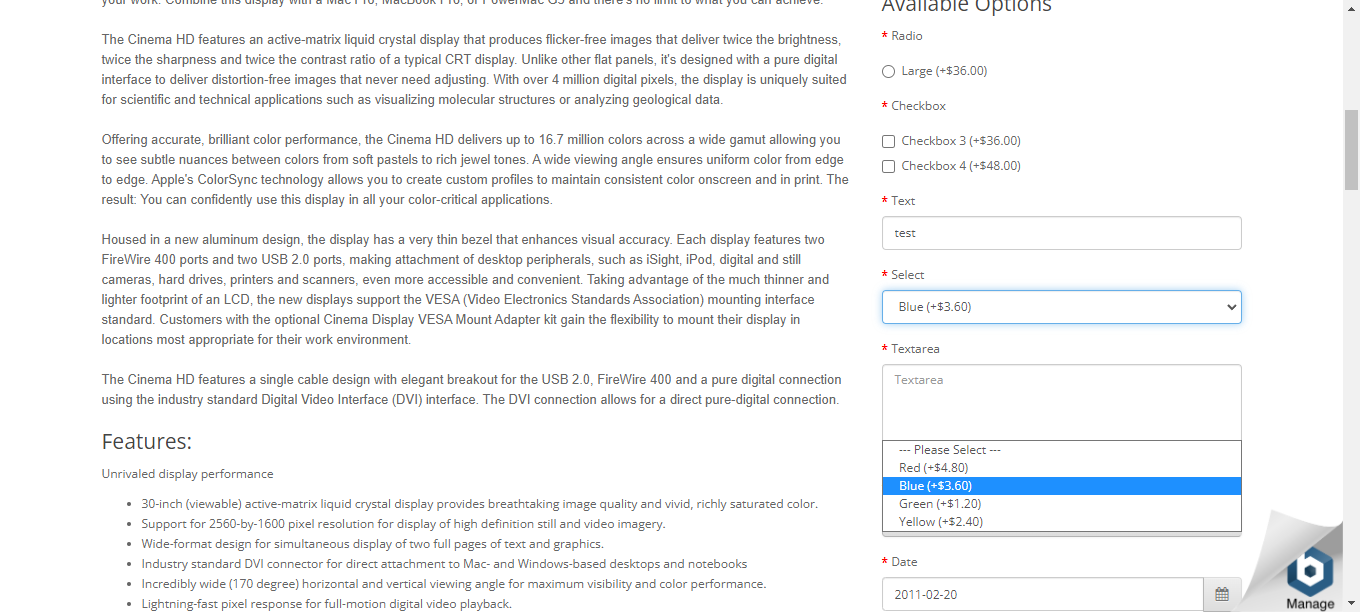 your work. Combine this display with a Mac Pro, MacBook Pro, or PowerMac G5 and there's no limit to what you can achieve.
The Cinema HD features an active-matrix liquid crystal display that produces flicker-free images that deliver twice the brightness,
twice the sharpness and twice the contrast ratio of a typical CRT display. Unlike other flat panels, it's designed with a pure digital
interface to deliver distortion-free images that never need adjusting. With over 4 million digital pixels, the display is uniquely suited
for scientific and technical applications such as visualizing molecular structures or analyzing geological data.
Offering accurate, brilliant color performance, the Cinema HD delivers up to 16.7 million colors across a wide gamut allowing you
to see subtle nuances between colors from soft pastels to rich jewel tones. A wide viewing angle ensures uniform color from edge
to edge. Apple's ColorSync technology allows you to create custom profiles to maintain consistent color onscreen and in print. The
result: You can confidently use this display in all your color-critical applications.
Housed in a new aluminum design, the display has a very thin bezel that enhances visual accuracy. Each display features two
FireWire 400 ports and two USB 2.0 ports, making attachment of desktop peripherals, such as iSight, iPod, digital and still
cameras, hard drives, printers and scanners, even more accessible and convenient. Taking advantage of the much thinner and
lighter footprint of an LCD, the new displays support the VESA (Video Electronics Standards Association) mounting interface
standard. Customers with the optional Cinema Display VESA Mount Adapter kit gain the flexibility to mount their display in
locations most appropriate for their work environment.
The Cinema HD features a single cable design with elegant breakout for the USB 2.0, FireWire 400 and a pure digital connection
using the industry standard Digital Video Interface (DVI) interface. The DVI connection allows for a direct pure-digital connection.
Features:
Unrivaled display performance
• 30-inch (viewable) active-matrix liquid crystal display provides breathtaking image quality and vivid, richly saturated color.
• Support for 2560-by-1600 pixel resolution for display of high definition still and video imagery.
• Wide-format design for simultaneous display of two full pages of text and graphics.
• Industry standard DVI connector for direct attachment to Mac- and Windows-based desktops and notebooks
• Incredibly wide (170 degree) horizontal and vertical viewing angle for maximum visibility and color performance.
• Lightning-fast pixel response for full-motion digital video playback.
Available Options
* Radio
Large (+$36.00)
* Checkbox
Checkbox 3 (+$36.00)
Checkbox 4 (+$48.00)
* Text
test
* Select
Blue (+$3.60)
* Textarea
Textarea
--- Please Select ---
Red (+$4.80)
Blue (+$3.60)
Green (+$1.20)
Yellow (+$2.40)
* Date
2011-02-20
Manage